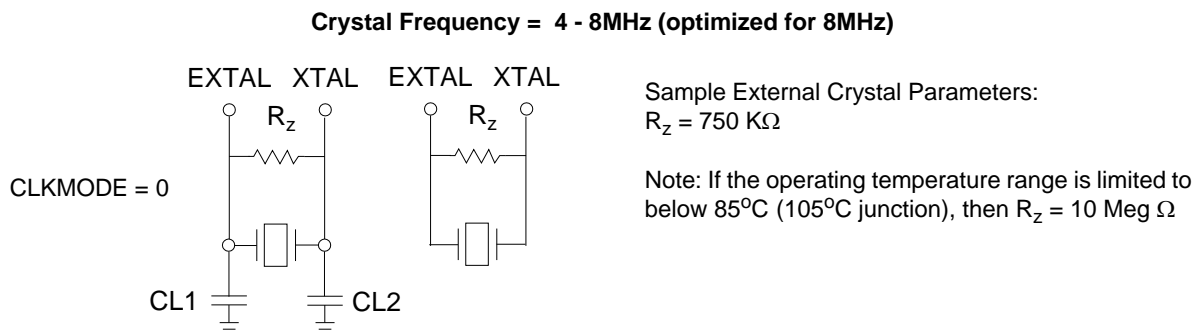 Crystal Frequency = 4 - 8MHz (optimized for 8MHz)
EXTAL XTAL EXTAL XTAL
Rz Rz
CLKMODE = 0
CL1 CL2
Sample External Crystal Parameters:
Rz = 750 KΩ
Note: If the operating temperature range is limited to
below 85oC (105oC junction), then Rz = 10 Meg Ω